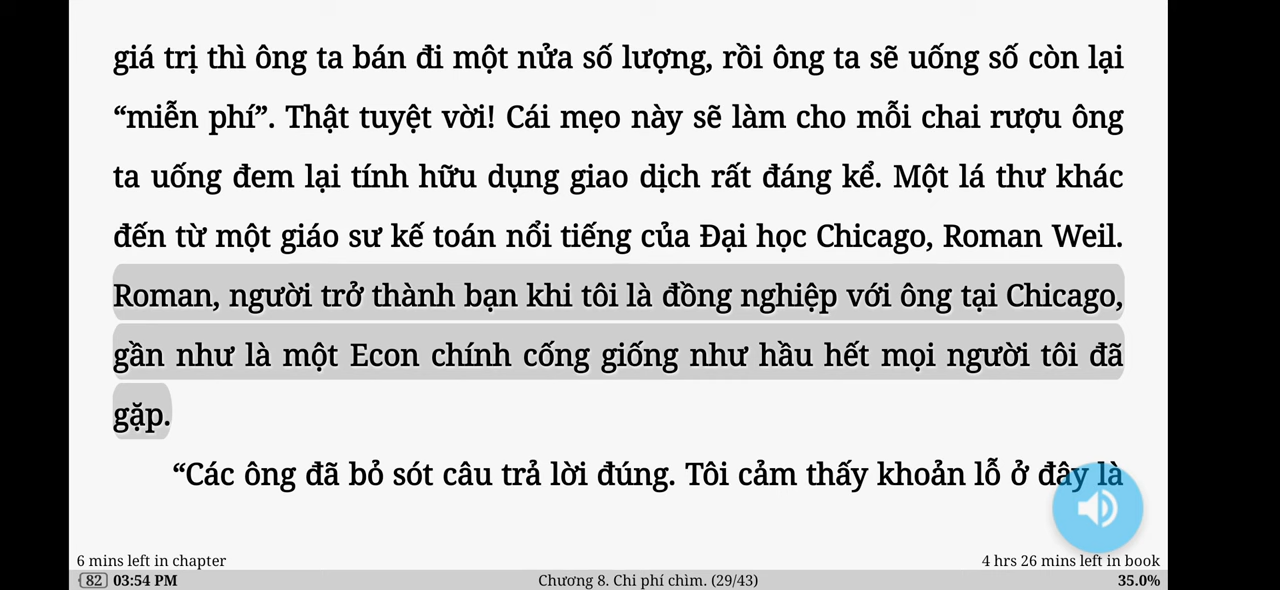 giá trị thì ông ta bán đi một nửa số lượng, rồi ông ta sẽ uống số còn lại
“miễn phí”. Thật tuyệt vời! Cái mẹo này sẽ làm cho mỗi chai rượu ông
ta uống đem lại tính hữu dụng giao dịch rất đáng kể. Một lá thư khác
đến từ một giáo sư kế toán nổi tiếng của Đại học Chicago, Roman Weil.
Roman, người trở thành bạn khi tôi là đồng nghiệp với ông tại Chicago,
gần như là một Econ chính cống giống như hầu hết mọi người tôi đã
gặp.
“Các ông đã bỏ sót câu trả lời đúng. Tôi cảm thấy khoản lỗ ở đây là
6 mins left in chapter
4 hrs 26 mins left in book
82 03:54 PM
Chương 8. Chi phí chìm. (29/43)
35.0%